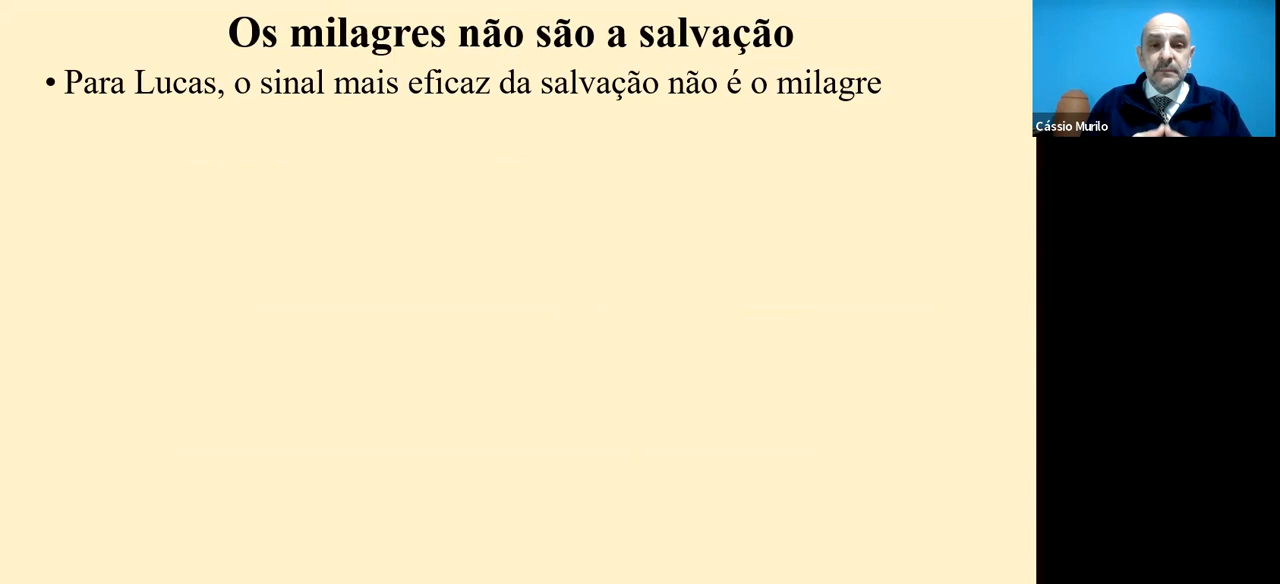 Os milagres não são a salvação
• Para Lucas, o sinal mais eficaz da salvação não é o milagre
Cássio Murilo